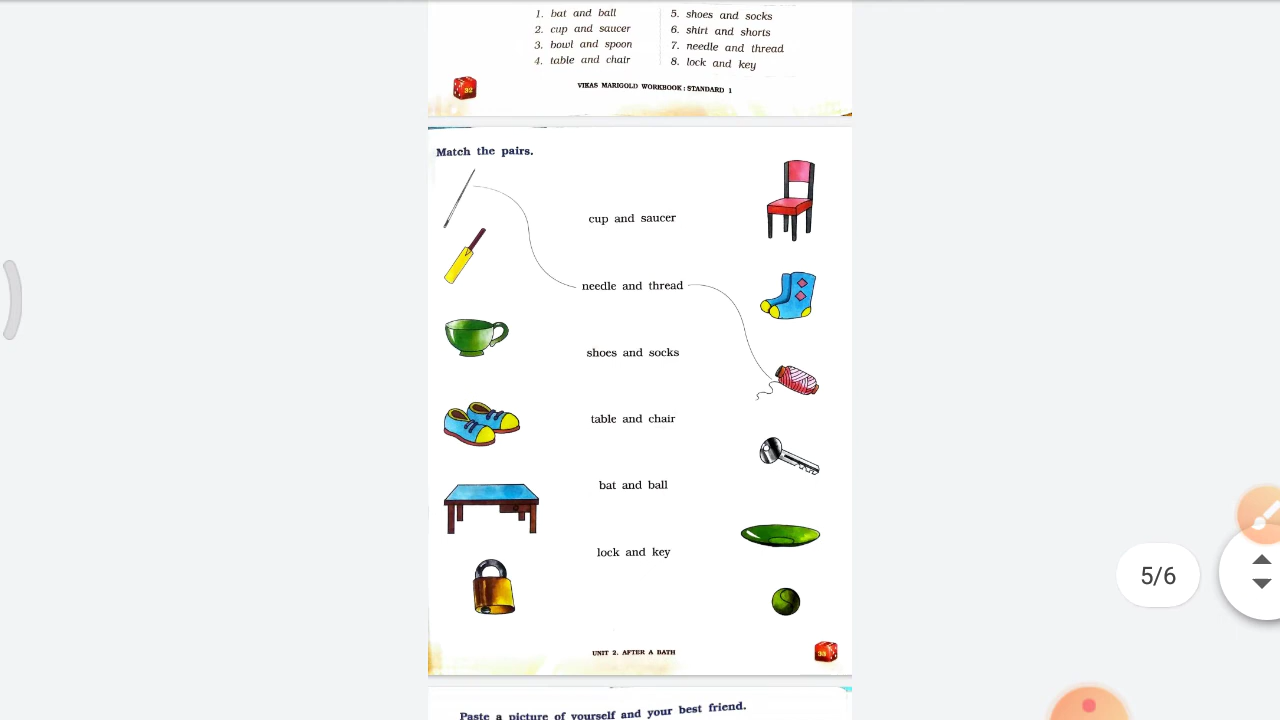 1. bat and ball
2. cup and saucer
3. bowl and spoon
4. table and chair
5. shoes and socks
6. shirt and shorts
7. needle and thread
8. lock and key
32
VIKAS MARIGOLD WORKBOOK : STANDARD 1
Match the pairs.
cup and saucer
needle and thread
shoes and socks
table and chair
bat and ball
lock and key
UNIT 2. AFTER A BATH
33
5/6
Paste a picture of yourself and your best friend.